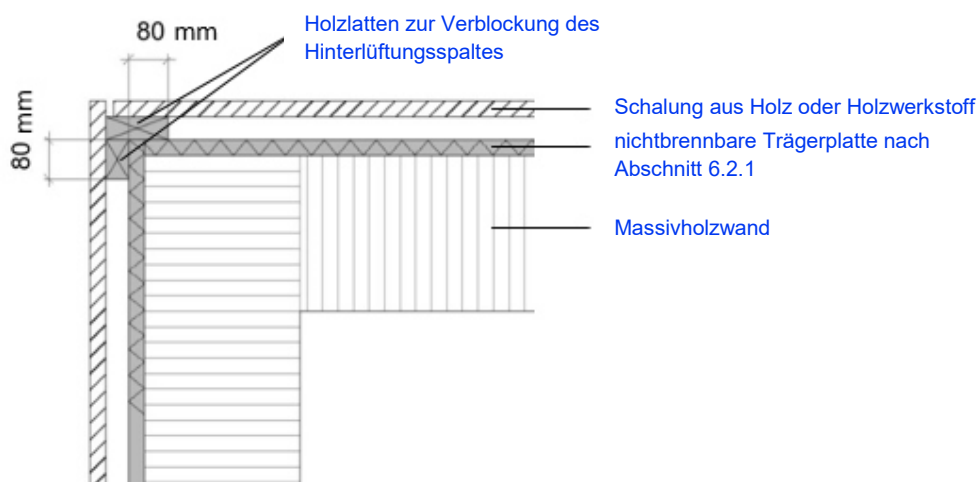 80 mm
Holzlatten zur Verblockung des
Hinterlüftungsspaltes
80 mm
Schalung aus Holz oder Holzwerkstoff
nichtbrennbare Trägerplatte nach
Abschnitt 6.2.1
Massivholzwand